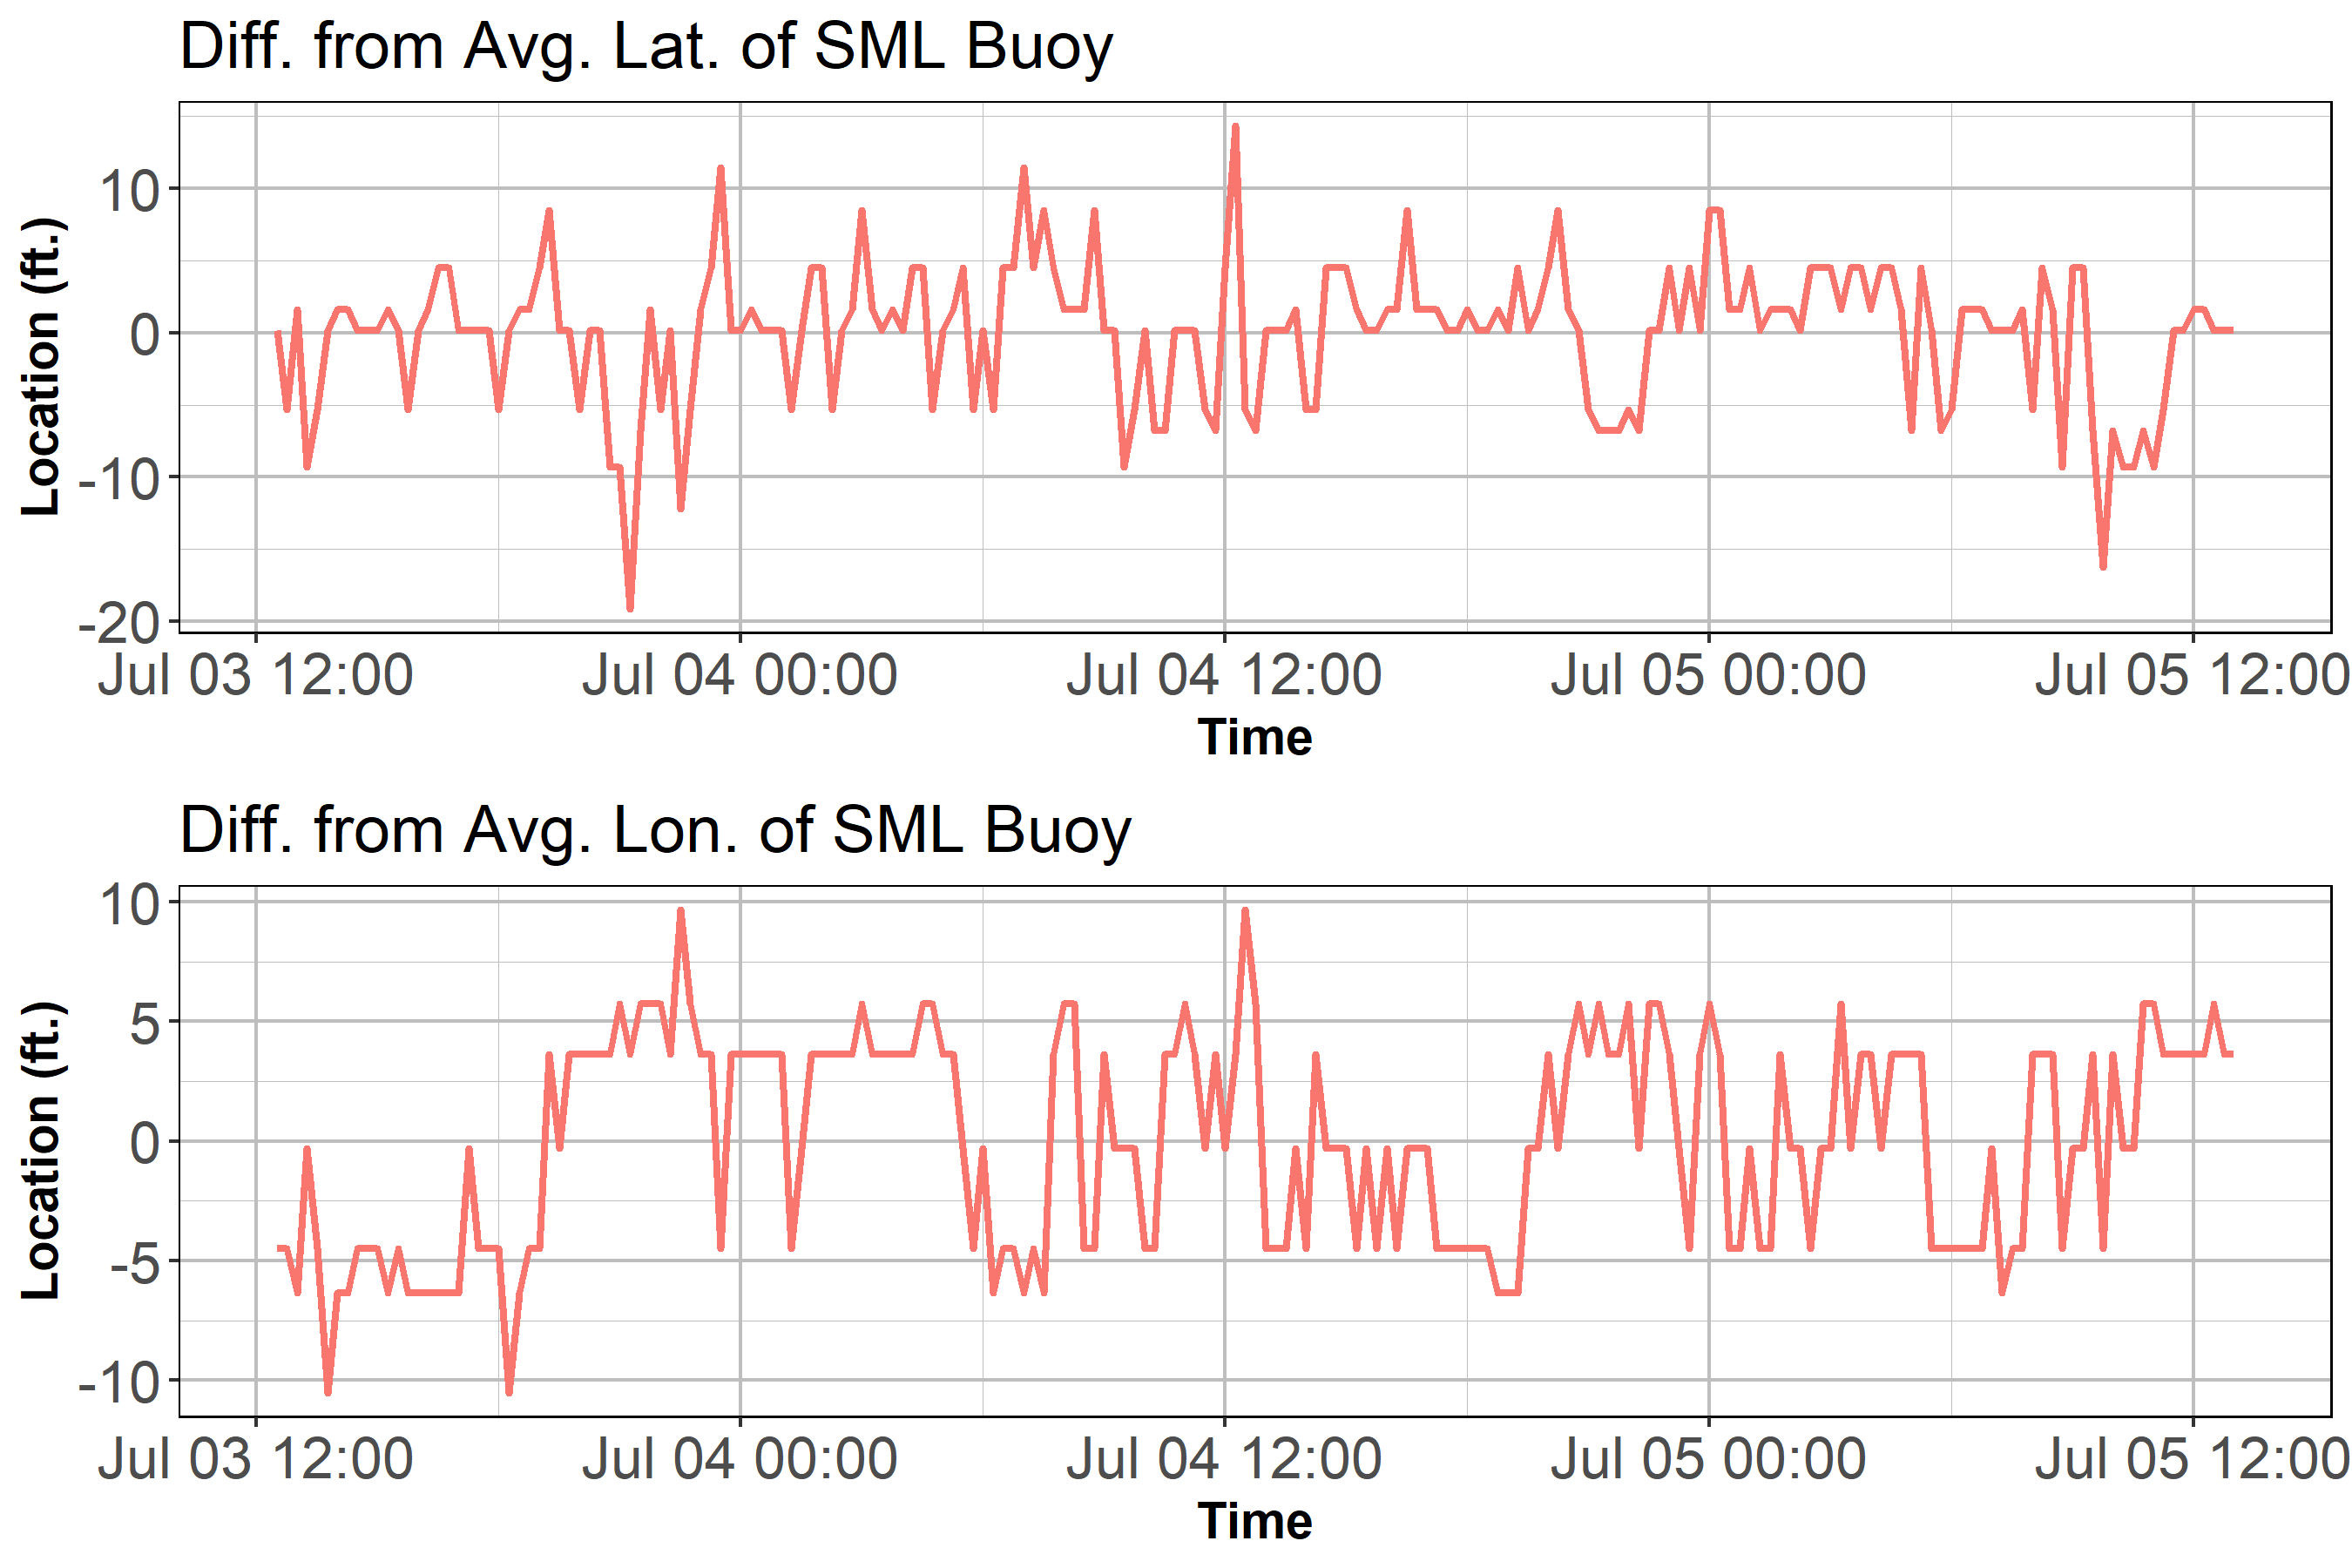 Diff. from Avg. Lat. of SML Buoy
Location (ft.)
10
0
-10
-20
Jul 03 12:00 Jul 04 00:00 Jul 04 12:00 Jul 05 00:00 Jul 05 12:00
Time
Diff. from Avg. Lon. of SML Buoy
Location (ft.)
10
5
0
-5
-10
Jul 03 12:00 Jul 04 00:00 Jul 04 12:00 Jul 05 00:00 Jul 05 12:00
Time